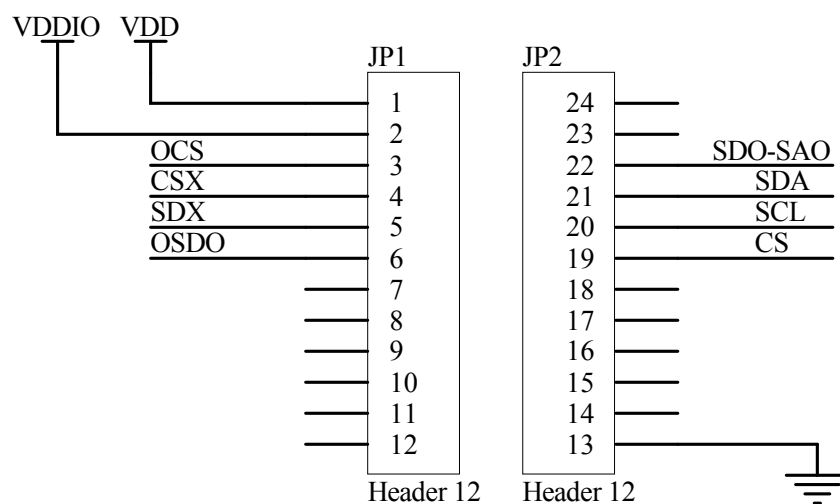 VDDIO VDD
JP1 JP2
1 24
2 23
OCS 3 22 SDO-SAO
CSX 4 21 SDA
SDX 5 20 SCL
OSDO 6 19 CS
7 18
8 17
9 16
10 15
11 14
12 13
Header 12 Header 12